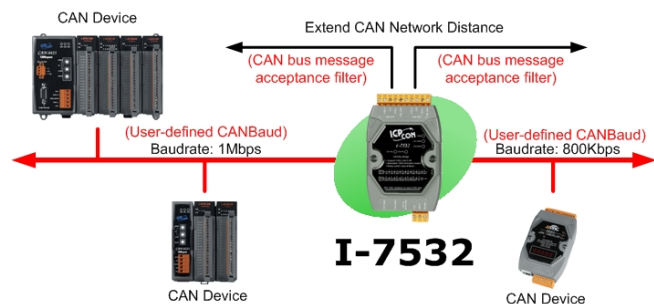 CAN Device
Extend CAN Network Distance
(CAN bus message
acceptance filter)
(CAN bus message
acceptance filter)
(User-defined CANBaud)
Baudrate: 1Mbps
ICP
CON
(User-defined CANBaud)
Baudrate: 800Kbps
I-7532
CAN Device
CAN Device